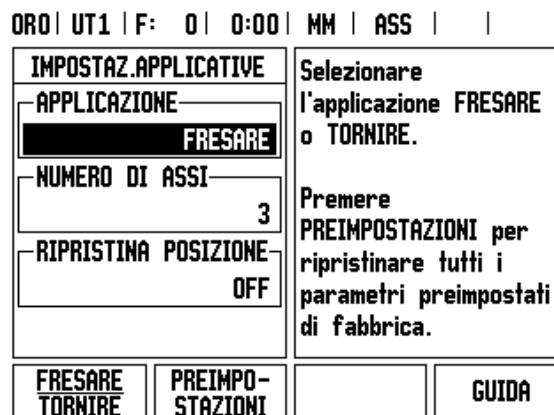 ORO| UT1 |F: 0| 0:00| MM | ASS | |
IMPOSTAZ.APPLICATIVE
APPLICAZIONE
FRESARE
NUMERO DI ASSI
3
RIPRISTINA POSIZIONE
OFF
Selezionare
l'applicazione FRESARE
o TORNIRE.
Premere
PREIMPOSTAZIONI per
ripristinare tutti i
parametri preimpostati
di fabbrica.
FRESARE
TORNIRE
PREIMPO-
STAZIONI
GUIDA